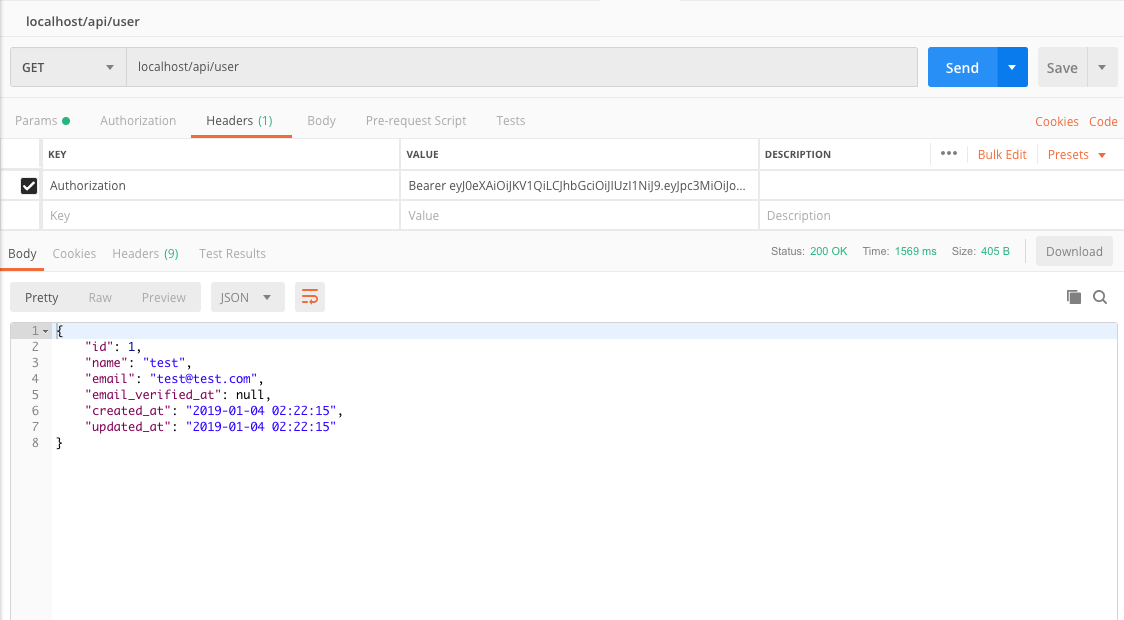 localhost/api/user
GET localhost/api/user Send Save
Params Authorization Headers (1) Body Pre-request Script Tests Cookies Code
KEY VALUE DESCRIPTION ••• Bulk Edit Presets
Authorization Bearer eyJ0eXAiOiJKV1QiLCJhbGciOiJIUzI1NiJ9.eyJpc3MiOiJo...
Key Value Description
Body Cookies Headers (9) Test Results Status: 200 OK Time: 1569 ms Size: 405 B Download
Pretty Raw Preview JSON
1 {
2 "id": 1,
3 "name": "test",
4 "email": "test@test.com",
5 "email_verified_at": null,
6 "created_at": "2019-01-04 02:22:15",
7 "updated_at": "2019-01-04 02:22:15"
8 }